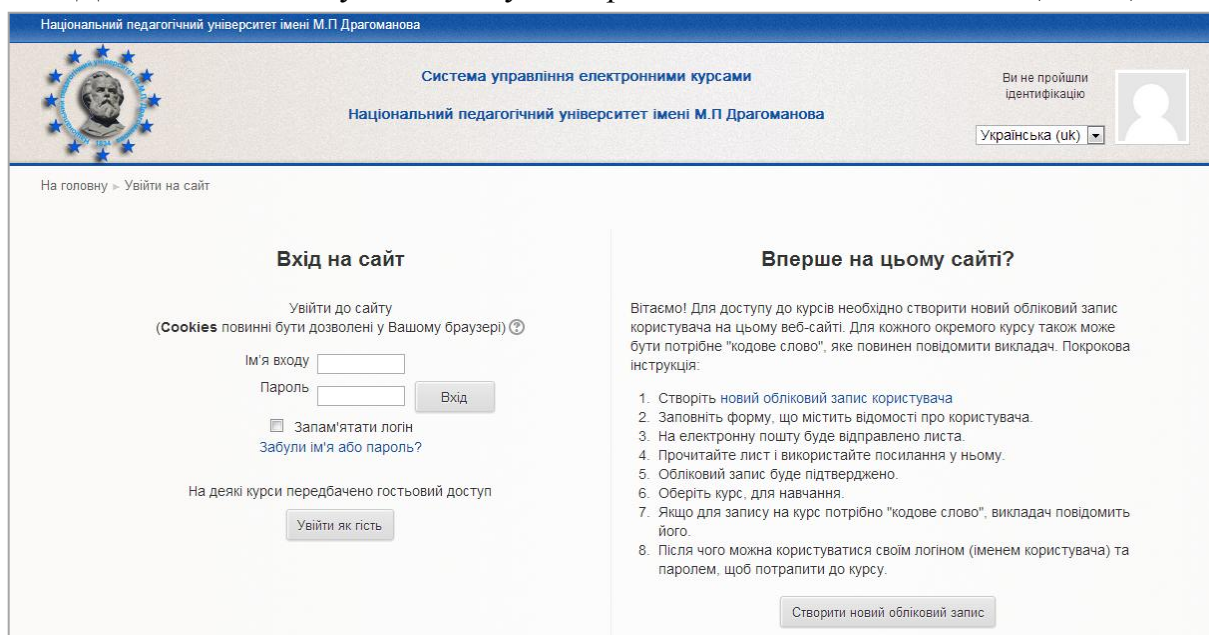 Національний педагогічний університет імені М.П Драгоманова
Система управління електронними курсами
Національний педагогічний університет імені М.П Драгоманова
Ви не пройшли
ідентифікацію
Українська (uk)
1834
На головну ► Увійти на сайт
Вхід на сайт
Увійти до сайту
(Cookies повинні бути дозволені у Вашому браузері)
Ім'я входу
Пароль
Вхід
Запам'ятати логін
Забули ім'я або пароль?
На деякі курси передбачено гостьовий доступ
Увійти як гість
Вперше на цьому сайті?
Вітаємо! Для доступу до курсів необхідно створити новий обліковий запис
користувача на цьому веб-сайті. Для кожного окремого курсу також може
бути потрібне "кодове слово", яке повинен повідомити викладач. Покрокова
інструкція:
1. Створіть новий обліковий запис користувача
2. Заповніть форму, що містить відомості про користувача.
3. На електронну пошту буде відправлено листа.
4. Прочитайте лист і використайте посилання у ньому.
5. Обліковий запис буде підтверджено.
6. Оберіть курс, для навчання.
7. Якщо для запису на курс потрібно "кодове слово", викладач повідомить
його.
8. Після чого можна користуватися своїм логіном (іменем користувача) та
паролем, щоб потрапити до курсу.
Створити новий обліковий запис